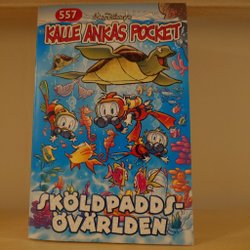 557
Walt Disney's
KALLE ANKAS POCKET
SKÖLDPADDS-
ÖVÄRLDEN